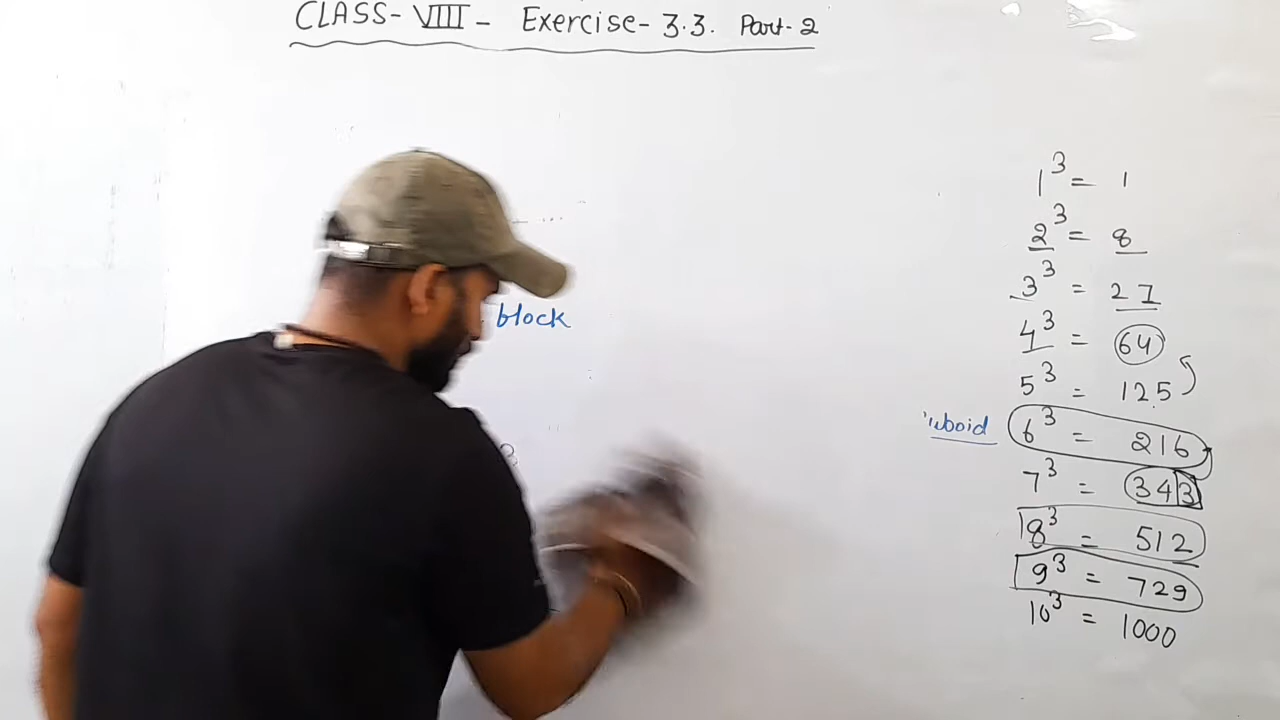 CLASS- VIII - Exercise- 3.3. Part-2
block
1³ = 1
2³ = 8
3³ = 27
4³ = 64
5³ = 125
uboid
6³ = 216
7³ = 343
8³ = 512
9³ = 729
10³ = 1000